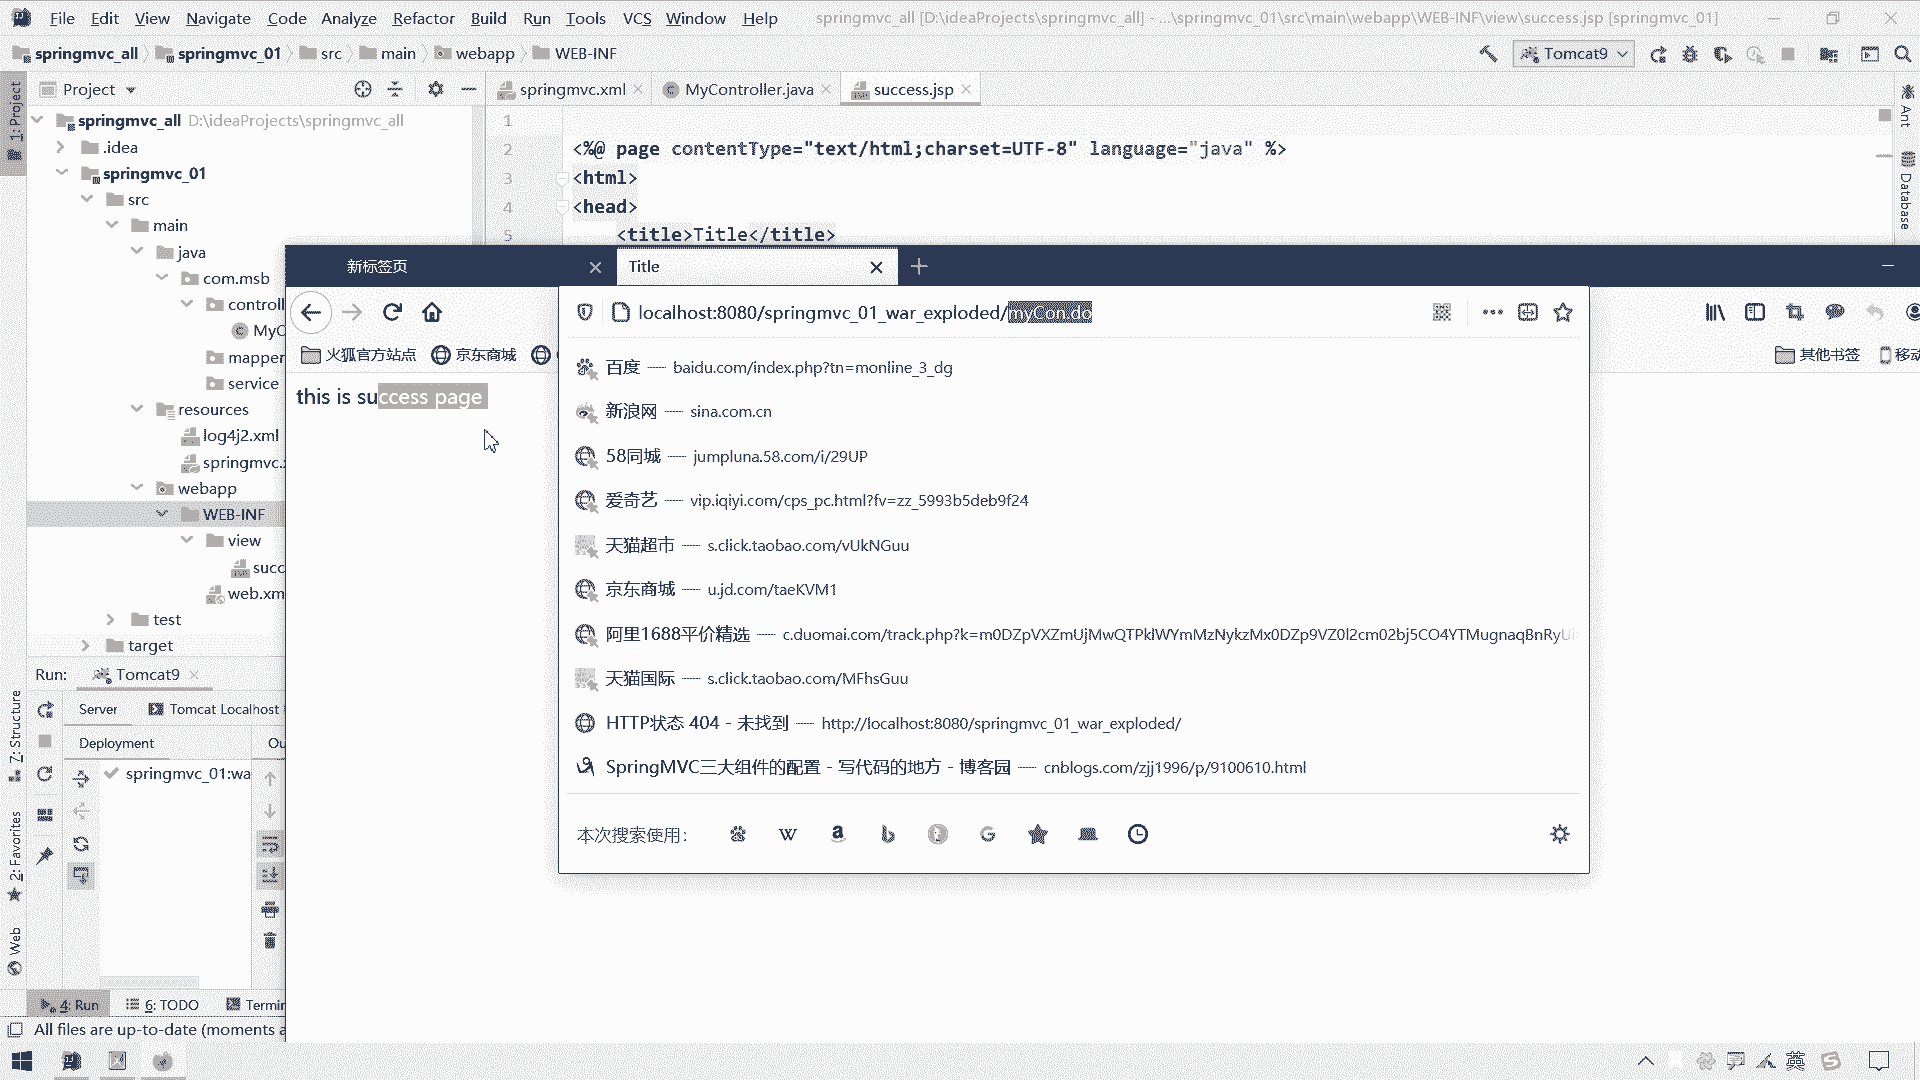 File Edit View Navigate Code Analyze Refactor Build Run Tools VCS Window Help springmvc_all [D:\ideaProjects\springmvc_all] - ...\springmvc_01\src\main\webapp\WEB-INF\view\success.jsp [springmvc_01]
springmvc_all springmvc_01 src main webapp WEB-INF Tomcat9
1: Project
Project
springmvc.xml MyController.java success.jsp
springmvc_all D:\ideaProjects\springmvc_all
.idea
springmvc_01
src
main
java
com.msb
controll
MyC
mapper
service
resources
log4j2.xml
springmvc.x
webapp
WEB-INF
view
succ
web.xm
test
target
1
2 <%@ page contentType="text/html;charset=UTF-8" language="java" %>
3 <html>
4 <head>
5 <title>Title</title>
Ant
Database
新标签页 Title
localhost:8080/springmvc_01_war_exploded/myCon.do
火狐官方站点 京东商城 其他书签 移动
this is success page
百度 — baidu.com/index.php?tn=monline_3_dg
新浪网 — sina.com.cn
58同城 — jumpluna.58.com/i/29UP
爱奇艺 — vip.iqiyi.com/cps_pc.html?fv=zz_5993b5deb9f24
天猫超市 — s.click.taobao.com/vUkNGuu
京东商城 — u.jd.com/taeKVM1
阿里1688平价精选 — c.duomai.com/track.php?k=m0DZpVXZmUjMwQTPklWYmMzNykzMx0DZp9VZ0l2cm02bj5CO4YTMugnaqBnRyUi
天猫国际 — s.click.taobao.com/MFhsGuu
HTTP状态 404 - 未找到 — http://localhost:8080/springmvc_01_war_exploded/
SpringMVC三大组件的配置 - 写代码的地方 - 博客园 — cnblogs.com/zjj1996/p/9100610.html
本次搜索使用:
Run: Tomcat9
Server Tomcat Localhost
Deployment Ou
springmvc_01:wa
Z: Structure
2: Favorites
Web
4: Run 6: TODO Termin
All files are up-to-date (moments a
英